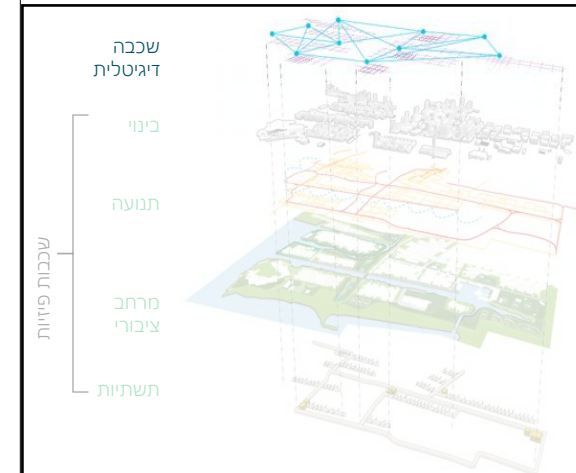 שכבה
דיגיטלית
בינוי
תנועה
מרחב
ציבורי
תשתיות
שכבות פיזיות